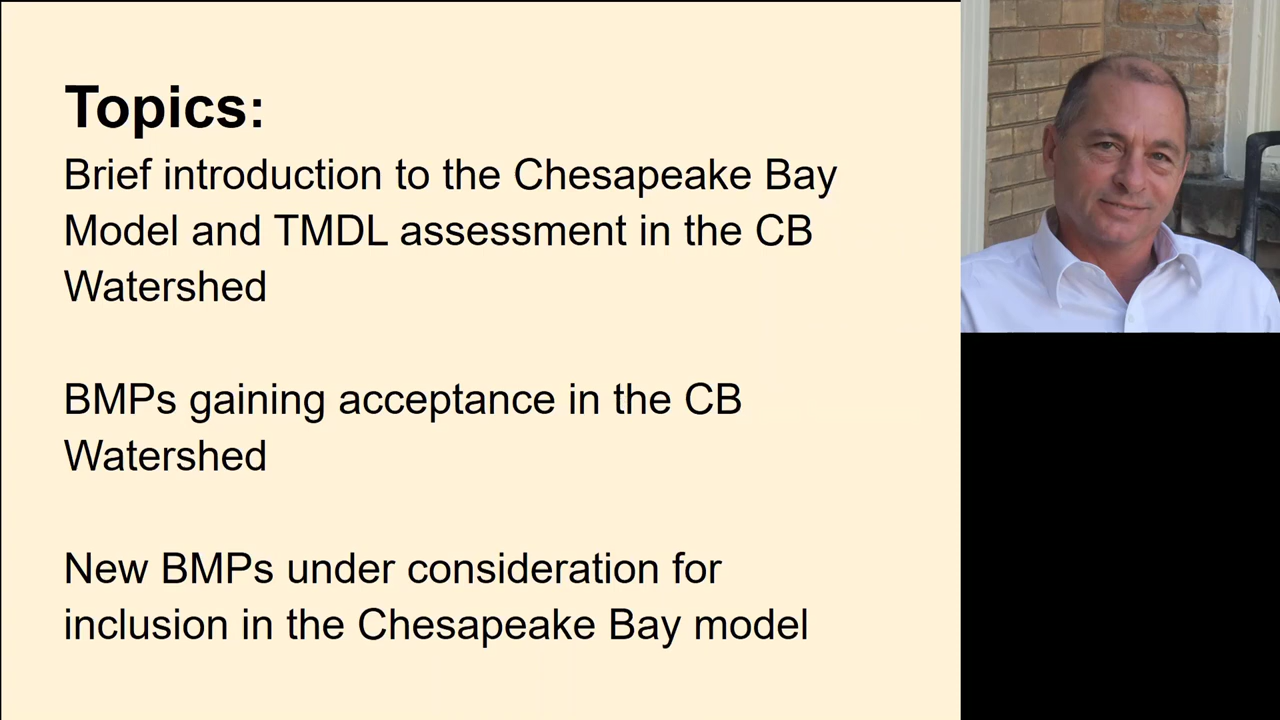 Topics:
Brief introduction to the Chesapeake Bay
Model and TMDL assessment in the CB
Watershed
BMPs gaining acceptance in the CB
Watershed
New BMPs under consideration for
inclusion in the Chesapeake Bay model